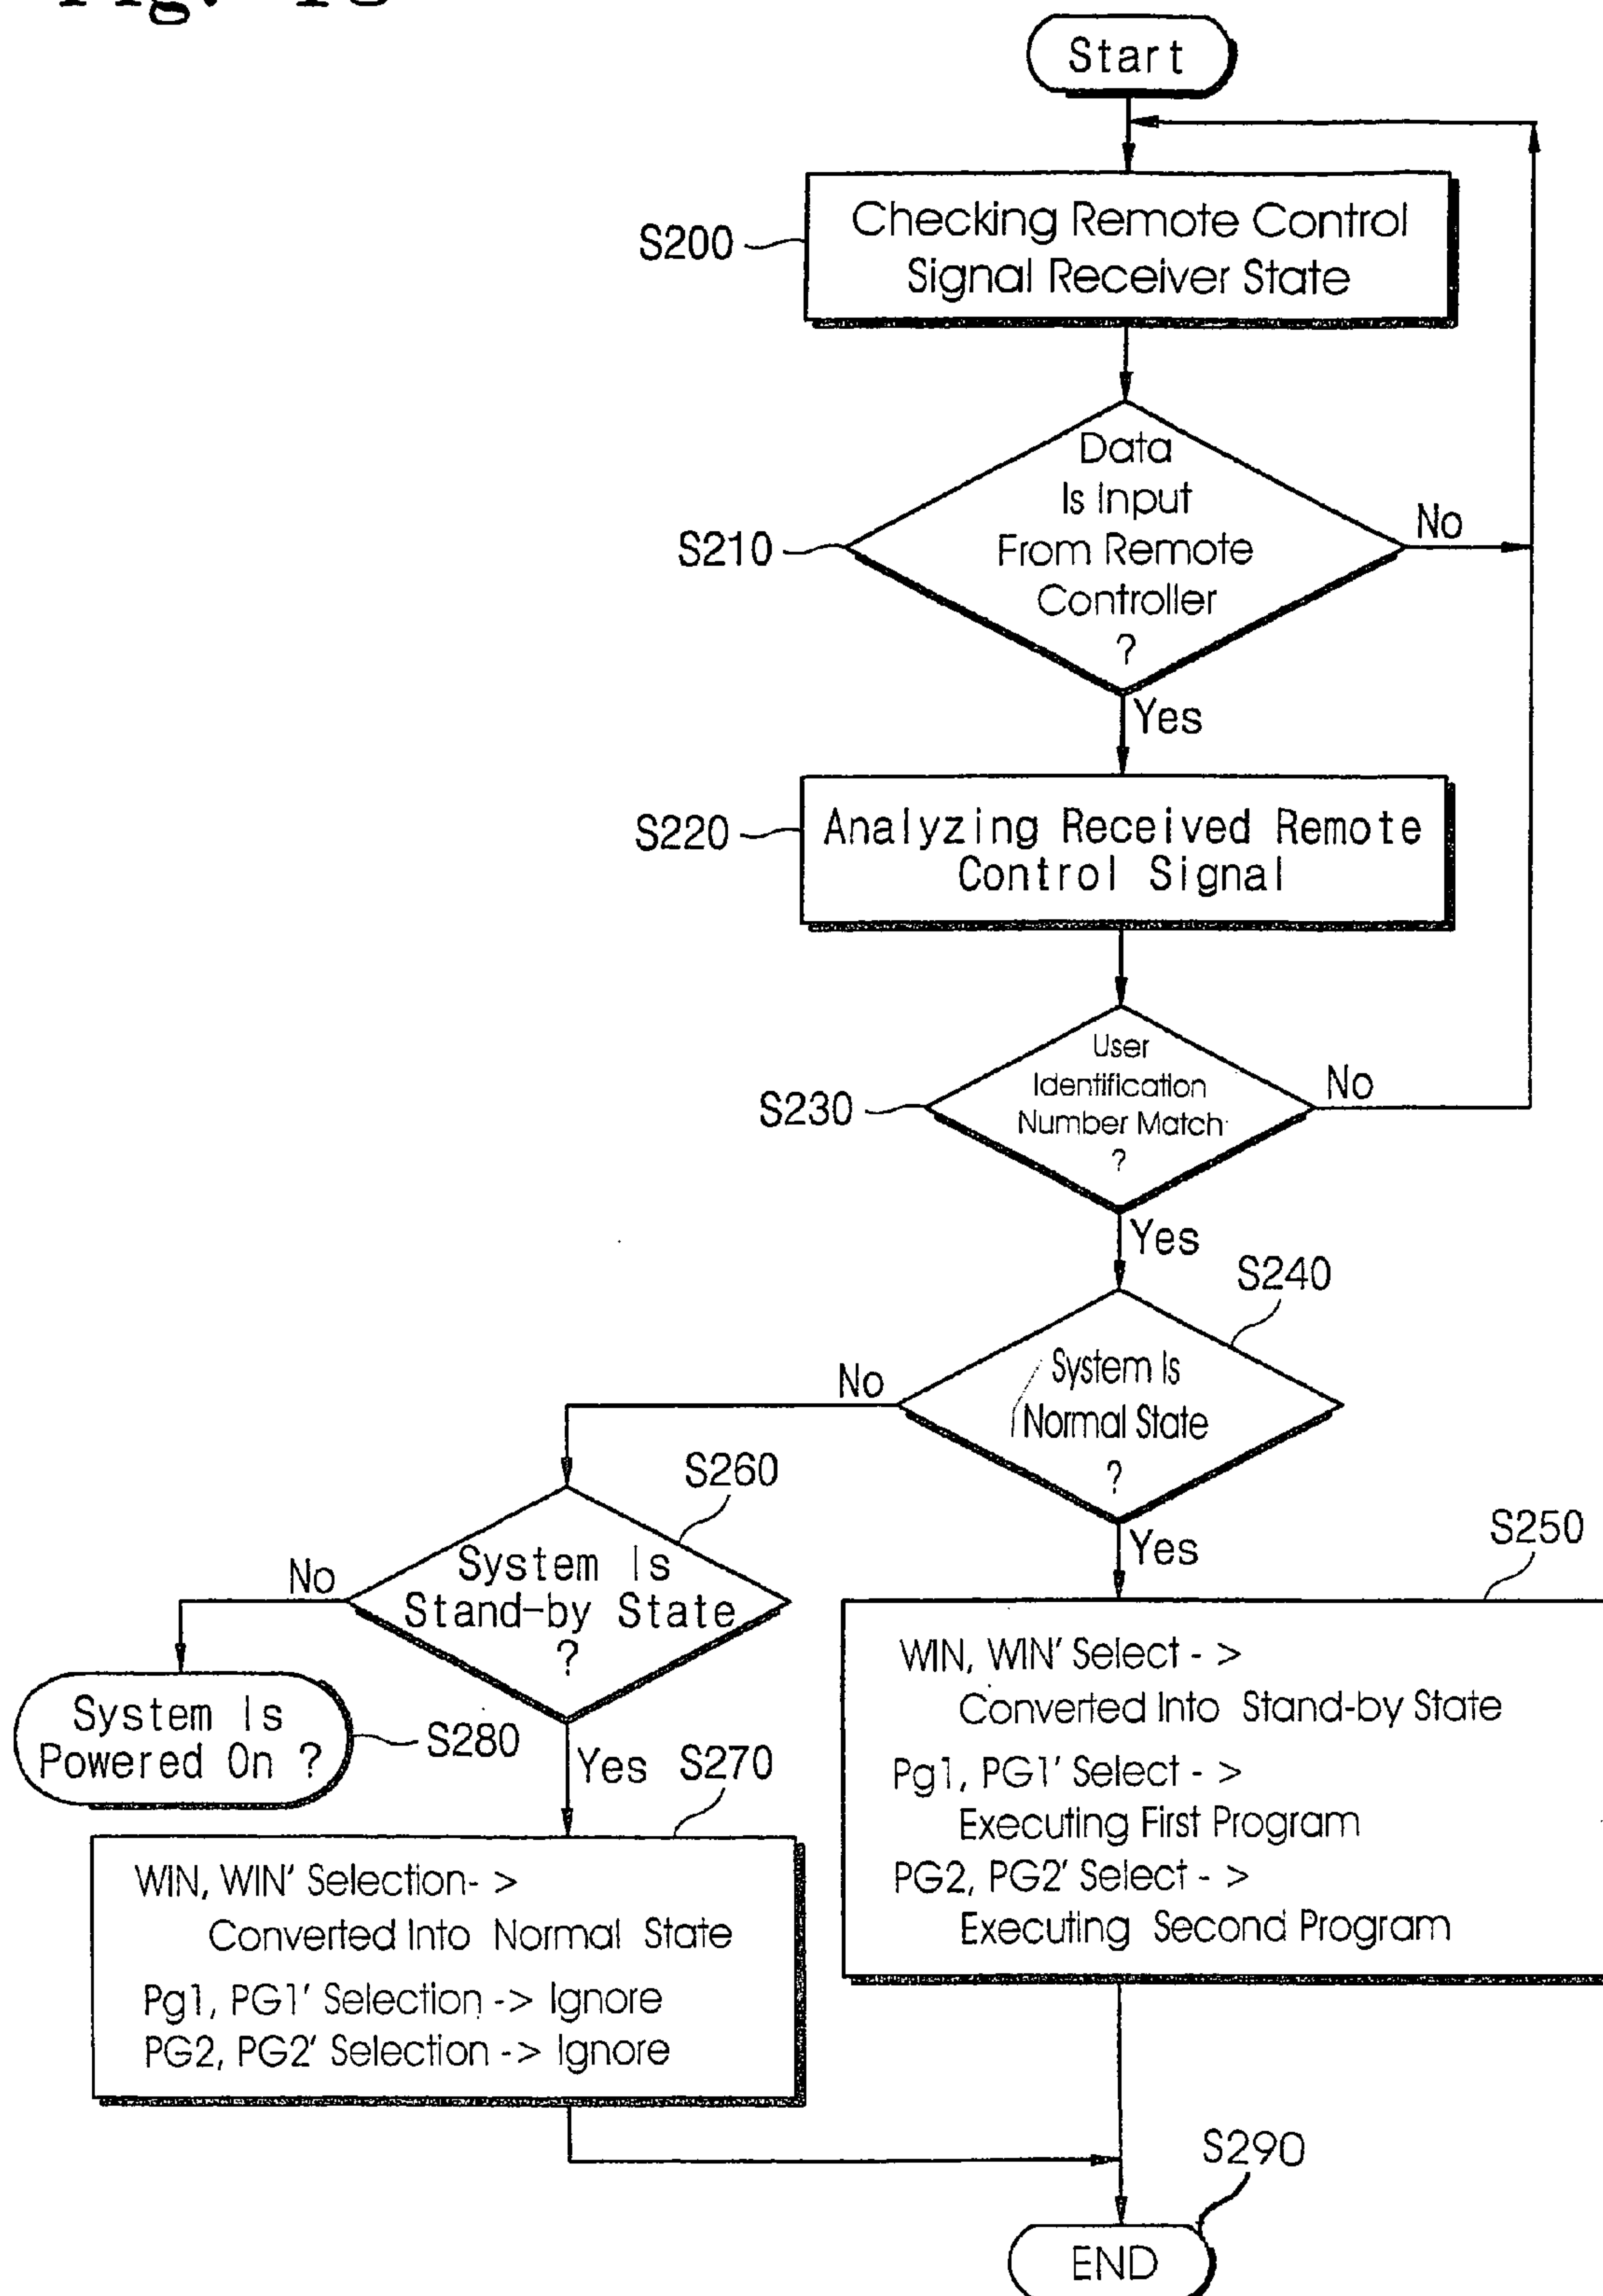 Start
S200
Checking Remote Control
Signal Receiver State
Data
Is Input
From Remote
Controller
?
S210
No
Yes
S220
Analyzing Received Remote
Control Signal
User
Identification
Number Match
?
S230
No
Yes
S240
System Is
Normal State
?
No
Yes
S260
System Is
Stand-by State
?
No
Yes
S250
WIN, WIN' Select - >
Converted Into Stand-by State
Pg1, PG1' Select - >
Executing First Program
PG2, PG2' Select - >
Executing Second Program
System Is
Powered On ?
S280
S270
WIN, WIN' Selection- >
Converted Into Normal State
Pg1, PG1' Selection -> Ignore
PG2, PG2' Selection -> Ignore
S290
END